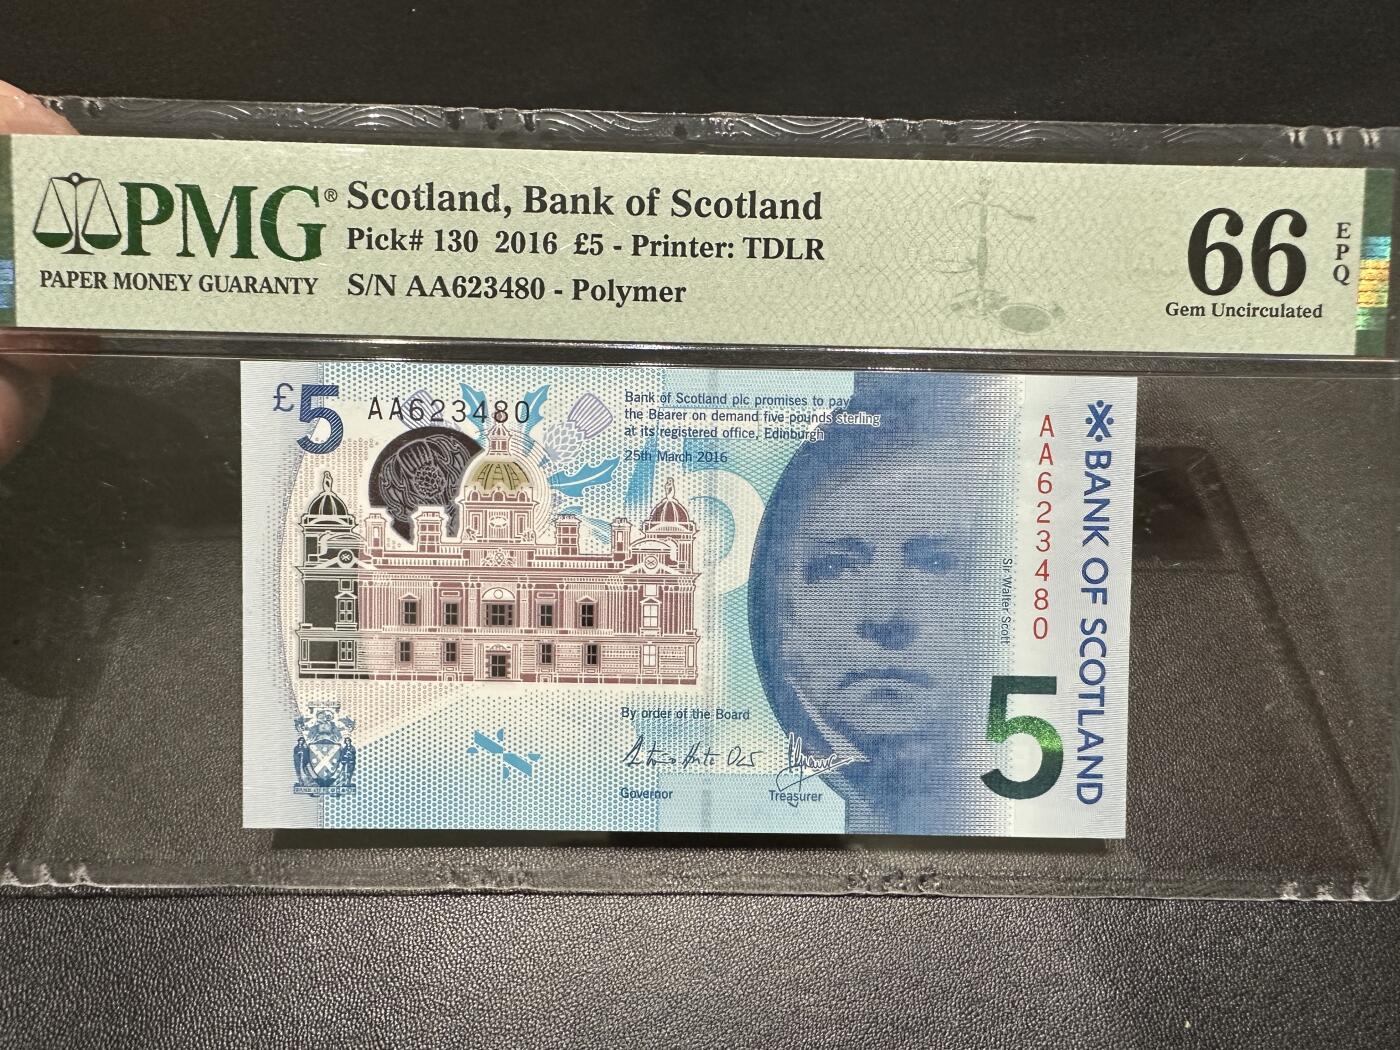 PMG®
PAPER MONEY GUARANTY
Scotland, Bank of Scotland
Pick# 130 2016 £5 - Printer: TDLR
S/N AA623480 - Polymer
66
EPQ
Gem Uncirculated
£5
AA623480
Bank of Scotland plc promises to pay
the Bearer on demand five pounds sterling
at its registered office, Edinburgh
25th March 2016
By order of the Board
Governor
Treasurer
Sir Walter Scott
AA623480
5
BANK OF SCOTLAND